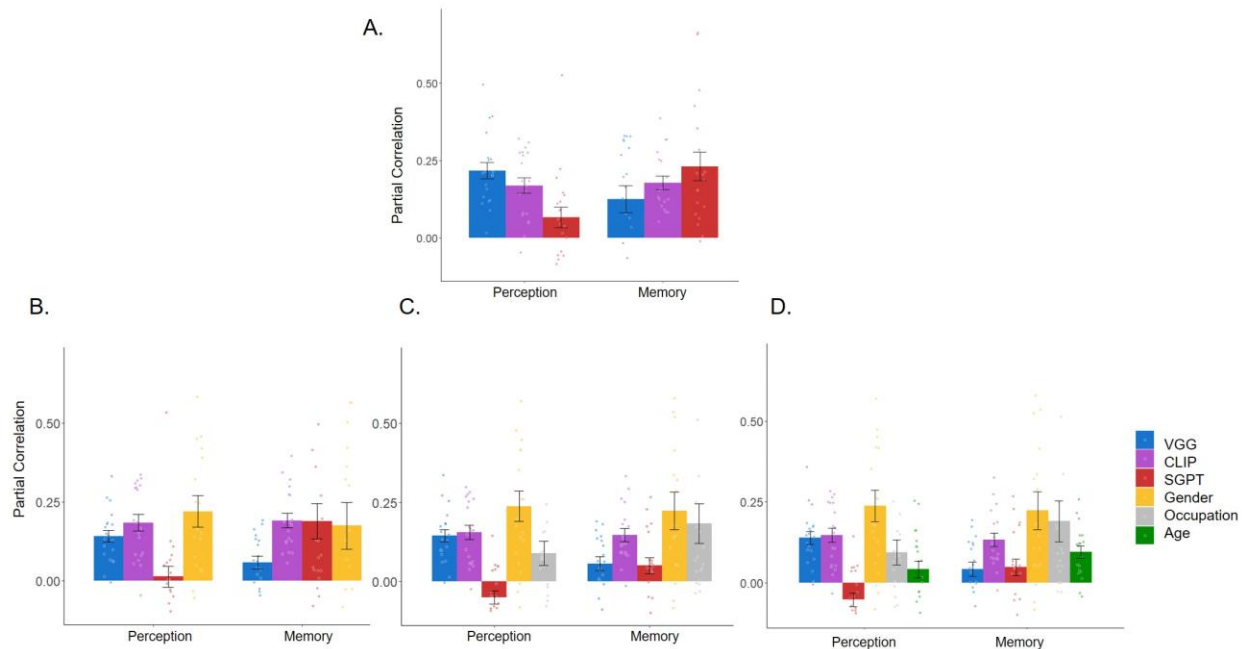 A.
Partial Correlation
0.50
0.25
0.00
Perception Memory
B.
Partial Correlation
0.50
0.25
0.00
Perception Memory
C.
0.50
0.25
0.00
Perception Memory
D.
0.50
0.25
0.00
Perception Memory
VGG
CLIP
SGPT
Gender
Occupation
Age